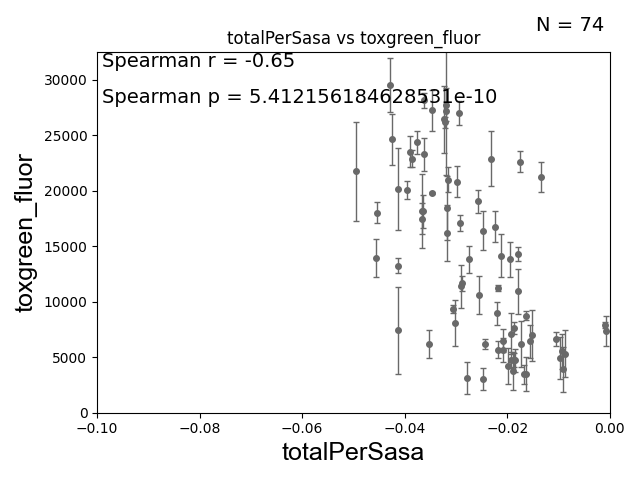 N = 74
totalPerSasa vs toxgreen_fluor
Spearman r = -0.65
Spearman p = 5.412156184628531e-10
toxgreen_fluor
30000
25000
20000
15000
10000
5000
0
−0.10 −0.08 −0.06 −0.04 −0.02 0.00
totalPerSasa